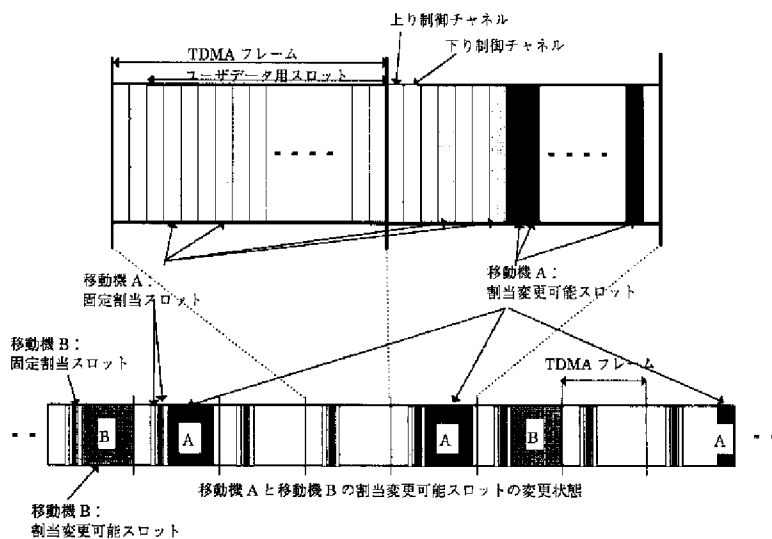 上り制御チャネル
下り制御チャネル
TDMA フレーム
ユーザデータ用スロット
移動機 A：
固定割当スロット
移動機 A：
割当変更可能スロット
移動機 B：
固定割当スロット
TDMA フレーム
B
A
A
B
A
移動機 B：
割当変更可能スロット
移動機 A と移動機 B の割当変更可能スロットの変更状態